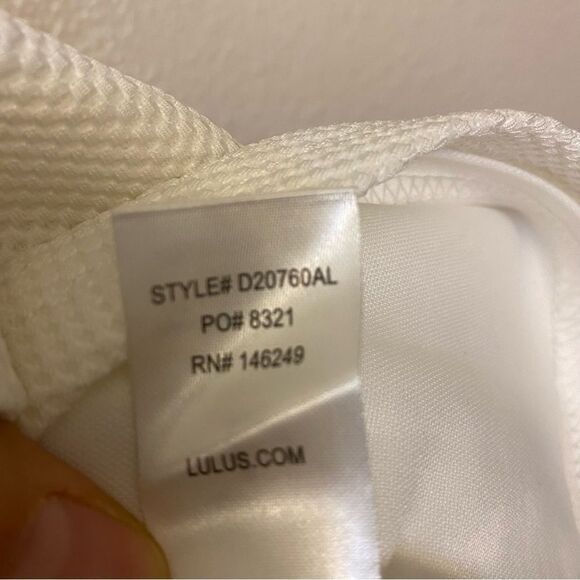 STYLE# D20760AL
PO# 8321
RN# 146249
LULUS.COM